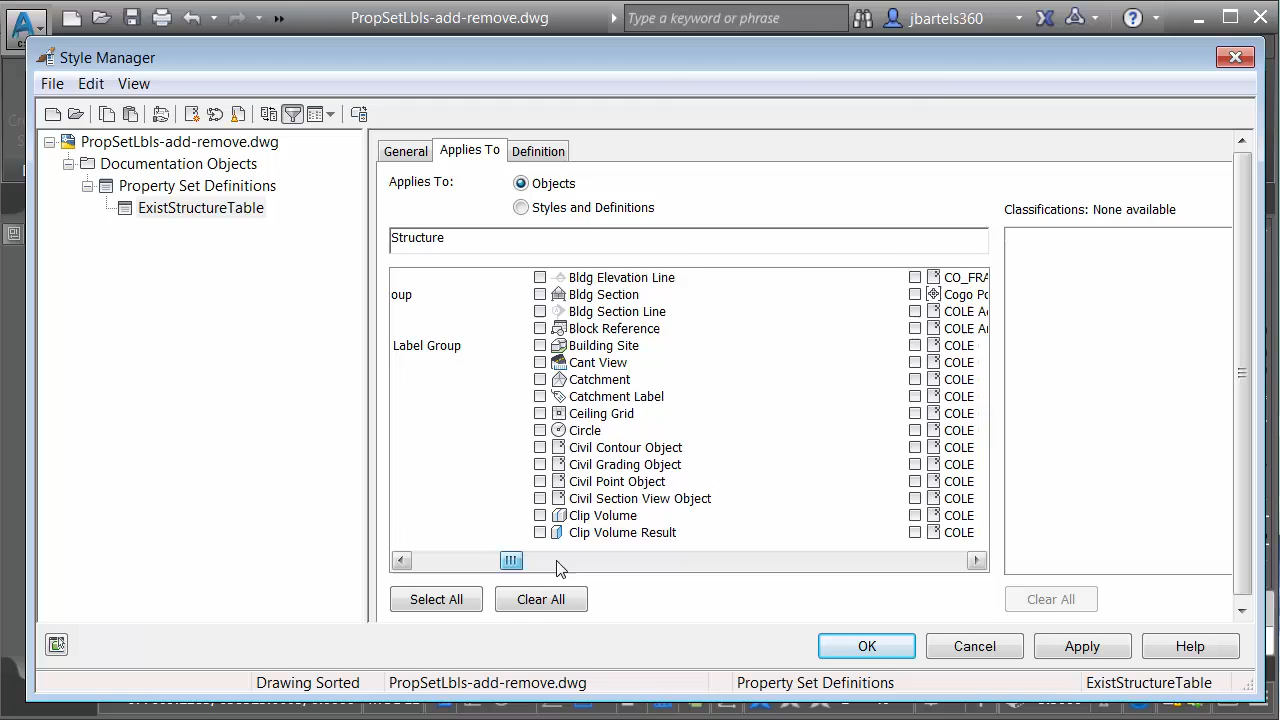 PropSetLbls-add-remove.dwg
Type a keyword or phrase
jbartels360
Style Manager
File Edit View
PropSetLbls-add-remove.dwg
Documentation Objects
Property Set Definitions
ExistStructureTable
General Applies To Definition
Applies To:
Objects
Styles and Definitions
Classifications: None available
Structure
Bldg Elevation Line CO_FRA
oup Bldg Section Cogo Po
Bldg Section Line COLE
Block Reference COLE
Label Group Building Site COLE
Cant View COLE
Catchment COLE
Catchment Label COLE
Ceiling Grid COLE
Circle COLE
Civil Contour Object COLE
Civil Grading Object COLE
Civil Point Object COLE
Civil Section View Object COLE
Clip Volume COLE
Clip Volume Result COLE
Select All Clear All Clear All
OK Cancel Apply Help
Drawing Sorted PropSetLbls-add-remove.dwg Property Set Definitions ExistStructureTable